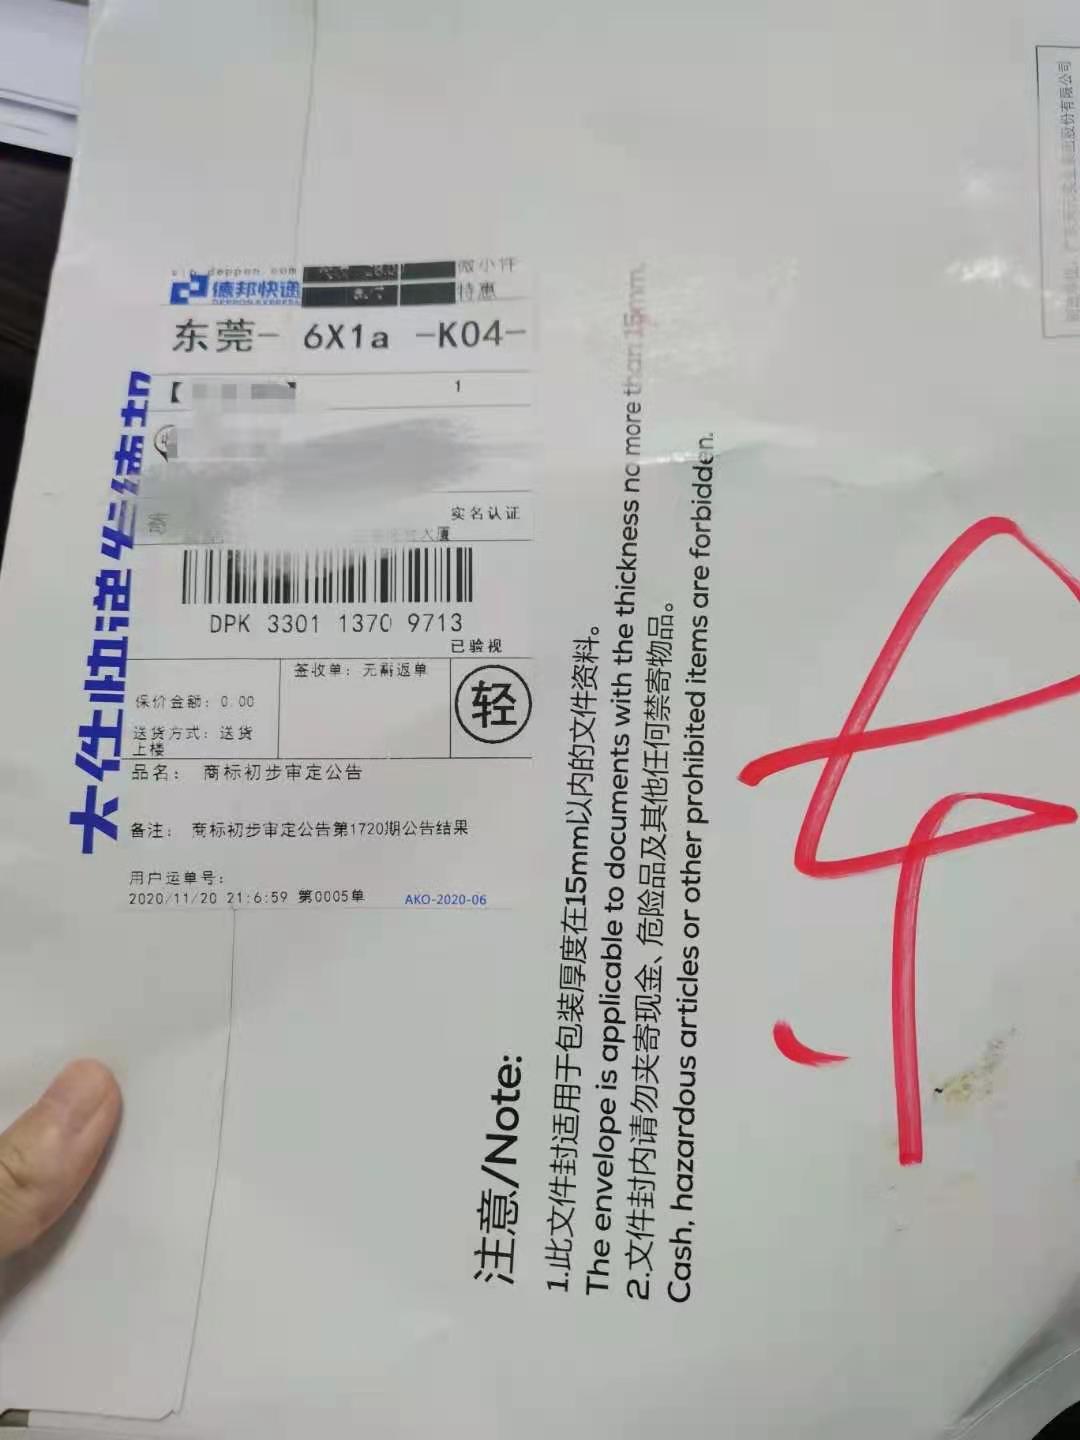 vip.deppon.com
微小件
德邦快递
DEPPON EXPRESS
特惠
东莞- 6X1a -K04-
1
实名认证
大厦
DPK 3301 1370 9713
已验视
签收单: 无需返单
轻
保价金额: 0.00
送货方式: 送货
上楼
品名: 商标初步审定公告
备注: 商标初步审定公告第1720期公告结果
用户运单号:
2020/11/20 21:6:59 第0005单
AKO-2020-06
注意/Note:
1.此文件封适用于包装厚度在15mm以内的文件资料。
The envelope is applicable to documents with the thickness no more than 15mm.
2.文件封内请勿夹寄现金、危险品及其他任何禁寄物品。
Cash, hazardous articles or other prohibited items are forbidden.